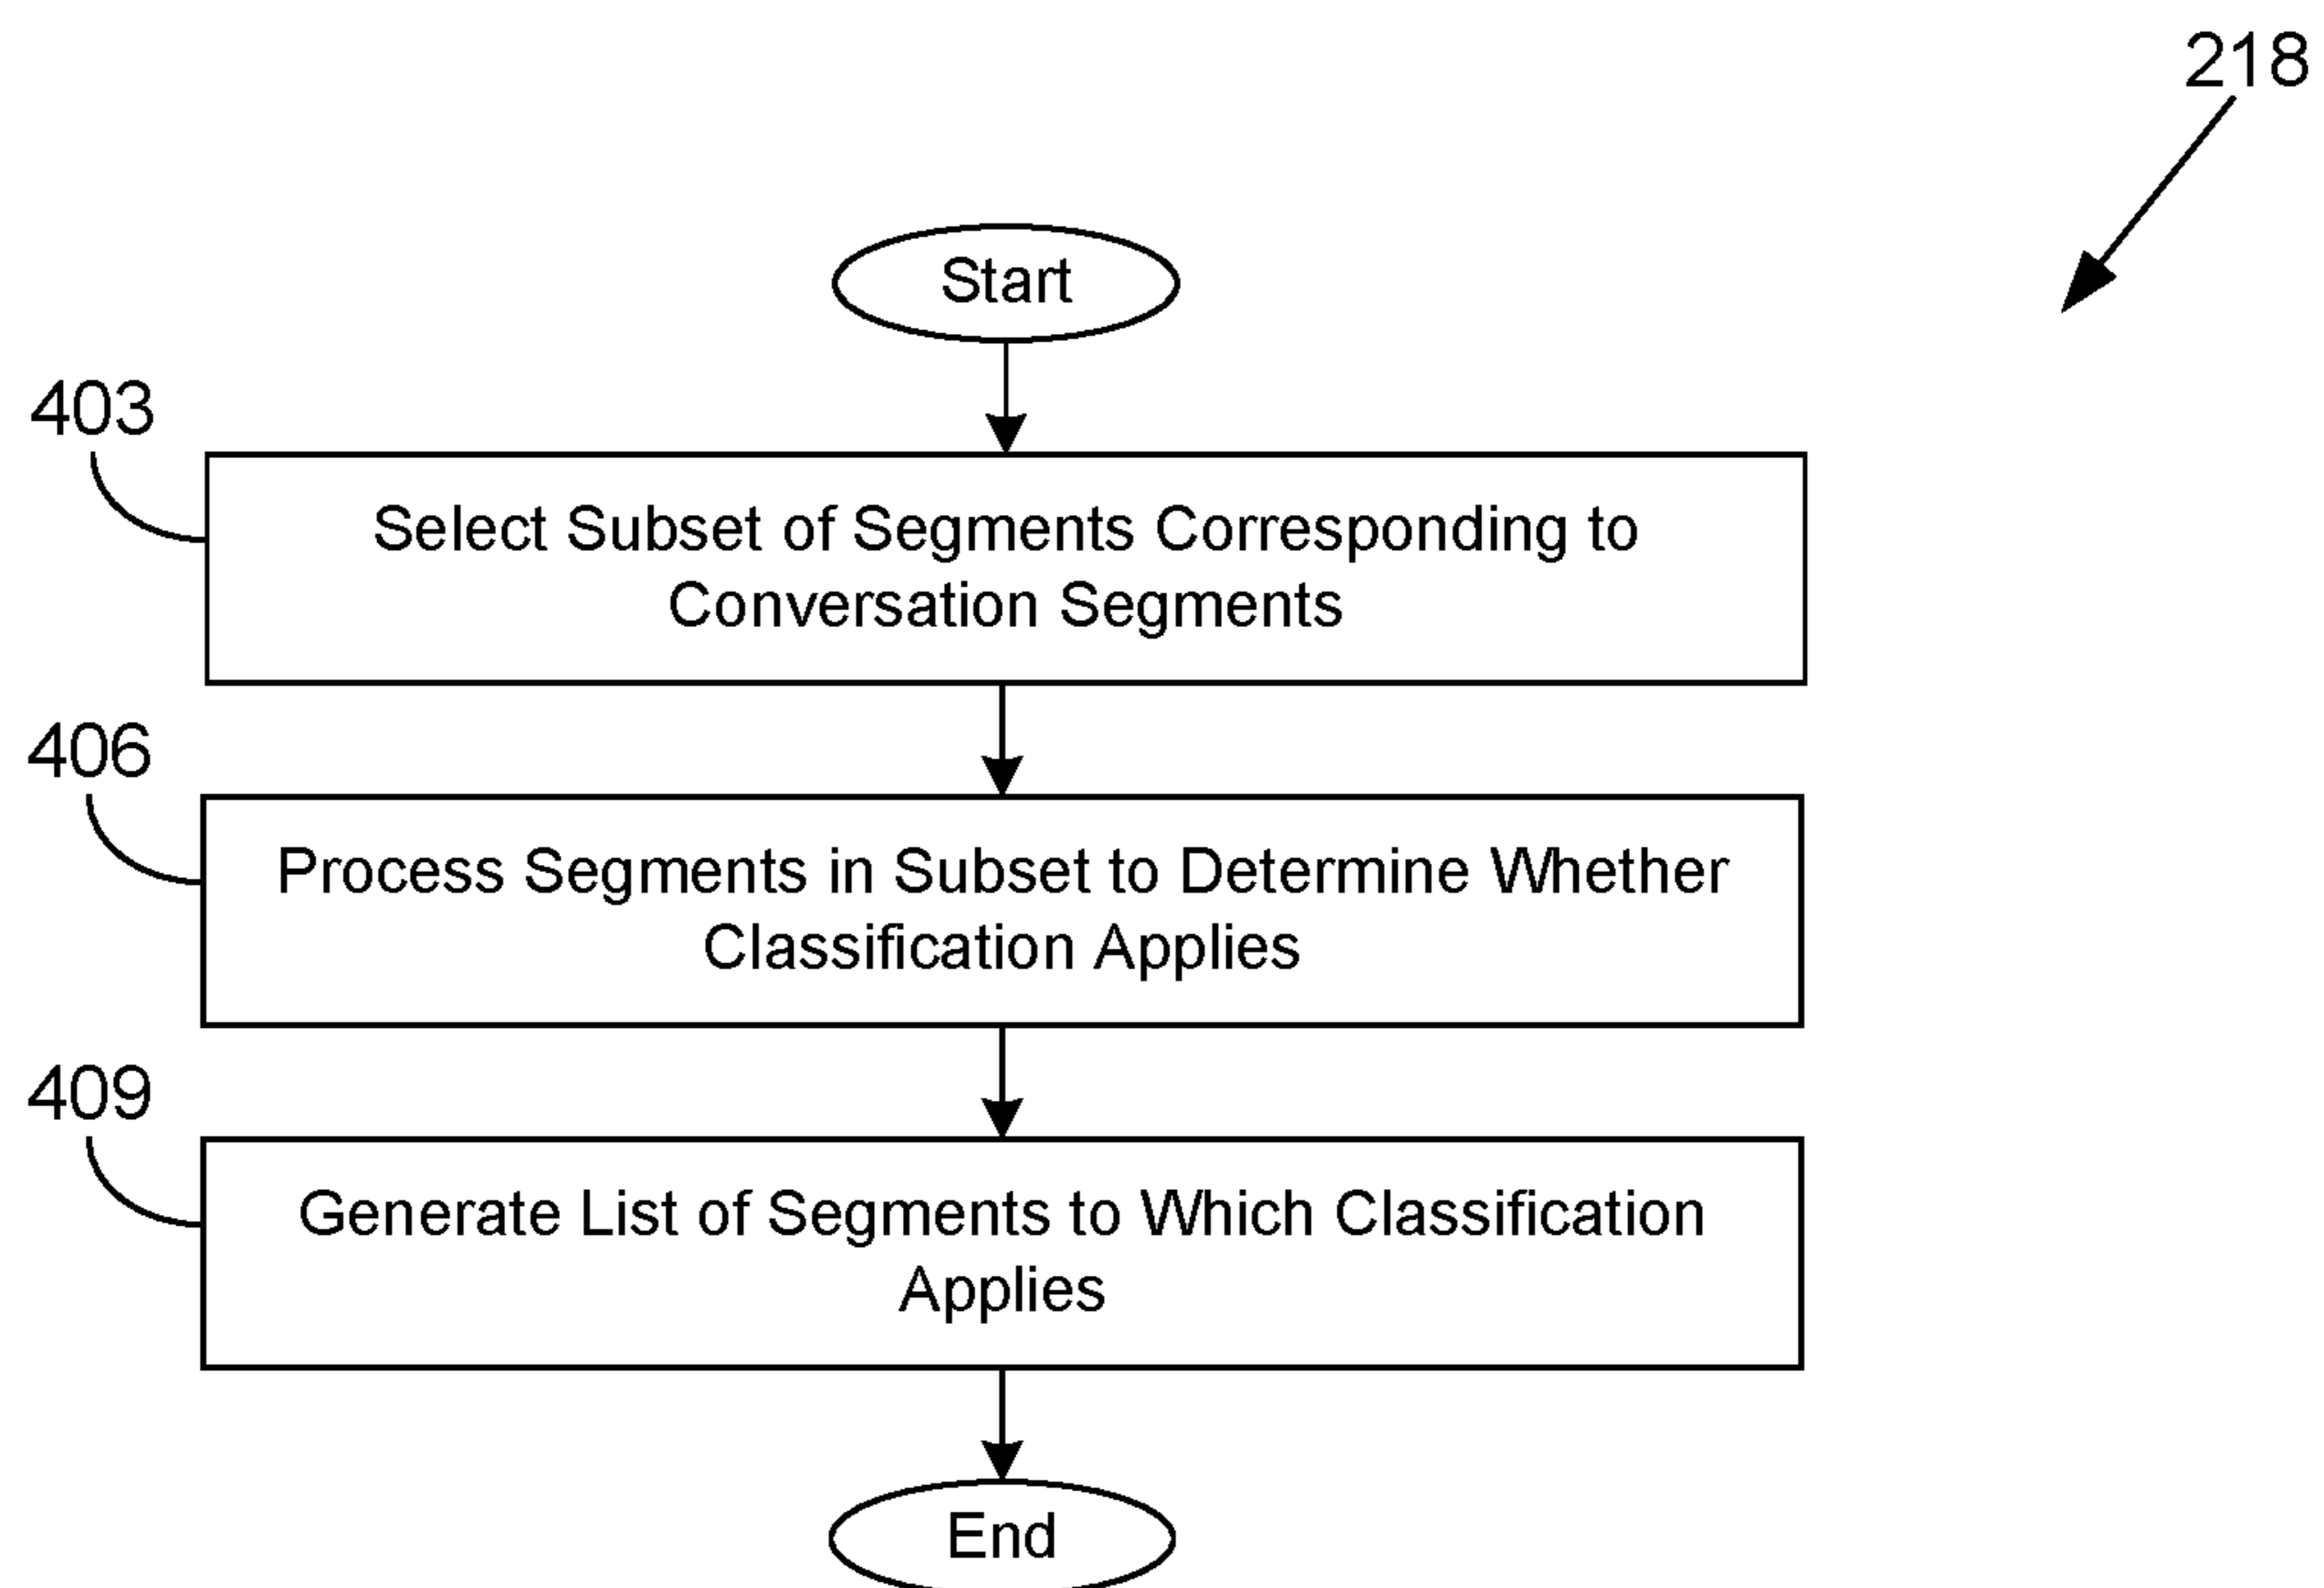 218
Start
403
Select Subset of Segments Corresponding to
Conversation Segments
406
Process Segments in Subset to Determine Whether
Classification Applies
409
Generate List of Segments to Which Classification
Applies
End